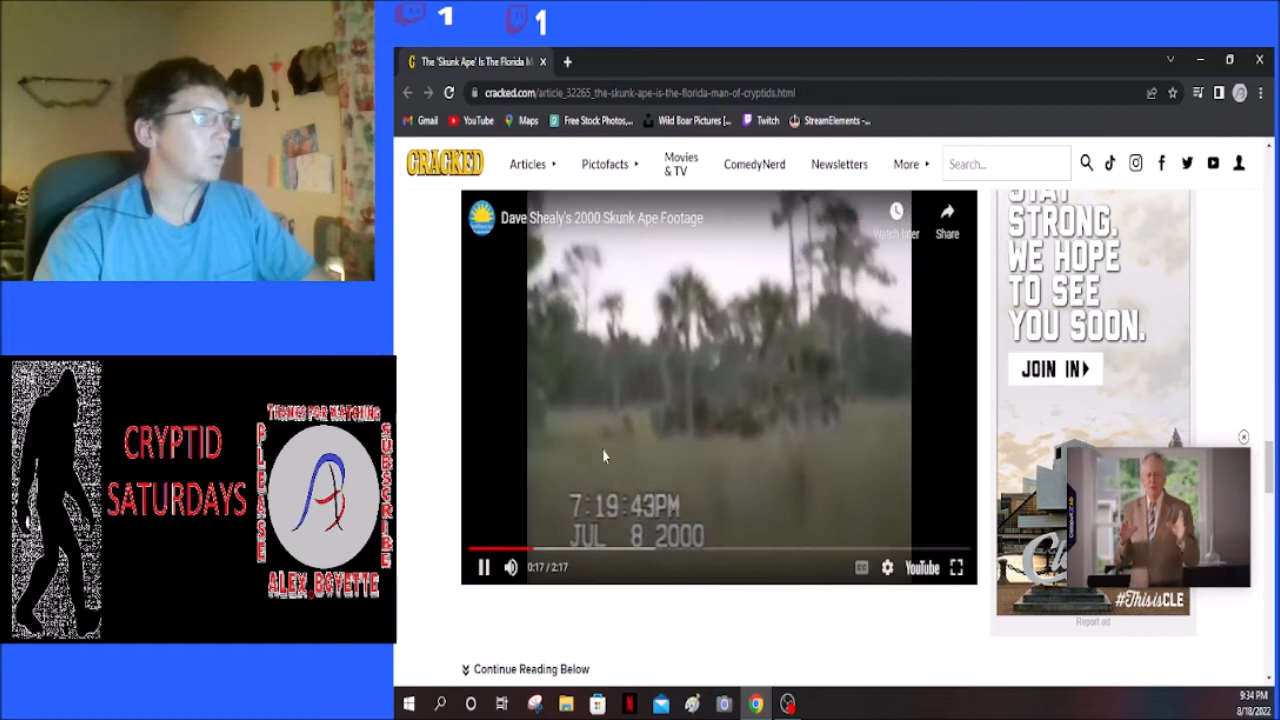 1
1
The 'Skunk Ape' Is The Florida M
cracked.com/article_32265_the-skunk-ape-is-the-florida-man-of-cryptids.html
Gmail YouTube Maps Free Stock Photos,... Wild Boar Pictures [... Twitch StreamElements -...
CRACKED Articles Pictofacts Movies & TV ComedyNerd Newsletters More Search...
Dave Shealy's 2000 Skunk Ape Footage
Watch later Share
STAY
STRONG.
WE HOPE
TO SEE
YOU SOON.
JOIN IN
7:19:43PM
JUL 8 2000
0:17 / 2:17 CC YouTube
#ThisisCLE
Report ad
Continue Reading Below
CRYPTID
SATURDAYS
THANKS FOR WATCHING
PLEASE
SUBSCRIBE
ALEX.BOYETTE
9:34 PM
8/18/2022